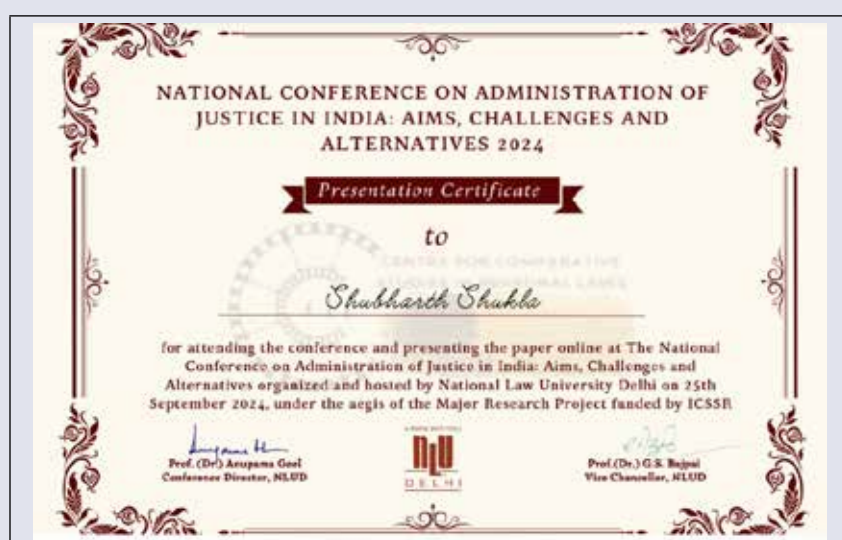 NATIONAL CONFERENCE ON ADMINISTRATION OF
JUSTICE IN INDIA: AIMS, CHALLENGES AND
ALTERNATIVES 2024
Presentation Certificate
to
CENTRE FOR COMPARATIVE
Shubharth Shukla
for attending the conference and presenting the paper online at The National
Conference on Administration of Justice in India: Aims, Challenges and
Alternatives organized and hosted by National Law University Delhi on 25th
September 2024, under the aegis of the Major Research Project funded by ICSSR
Prof. (Dr) Anupama Goel
Conference Director, NLUD
NLU
DELHI
Prof.(Dr.) G.S. Bajpai
Vice Chancellor, NLUD